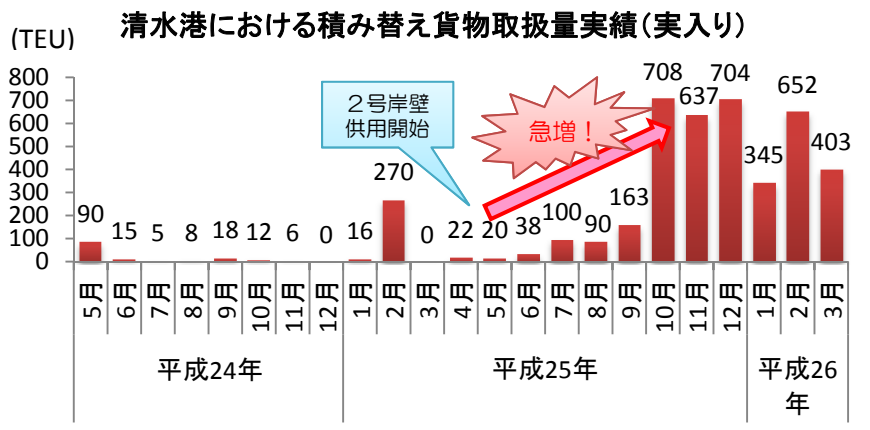 清水港における積み替え貨物取扱量実績(実入り)
(TEU)
800
700
600
500
400
300
200
100
0
2号岸壁
供用開始
急増!
90
15
5
8
18
12
6
0
16
270
0
22
20
38
100
90
163
708
637
704
345
652
403
5月
6月
7月
8月
9月
10月
11月
12月
1月
2月
3月
4月
5月
6月
7月
8月
9月
10月
11月
12月
1月
2月
3月
平成24年
平成25年
平成26
年